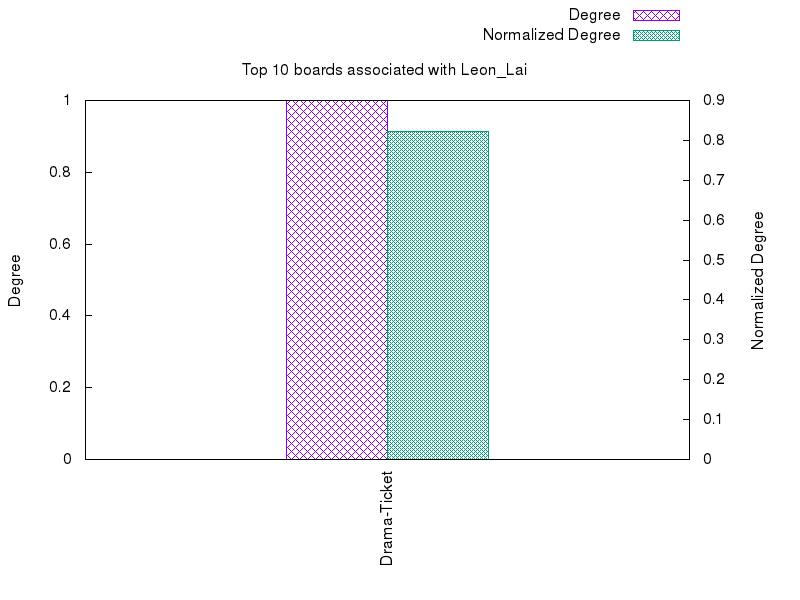 Degree
Normalized Degree
Top 10 boards associated with Leon_Lai
1
0.8
0.6
0.4
0.2
0
Degree
0.9
0.8
0.7
0.6
0.5
0.4
0.3
0.2
0.1
0
Normalized Degree
Drama-Ticket